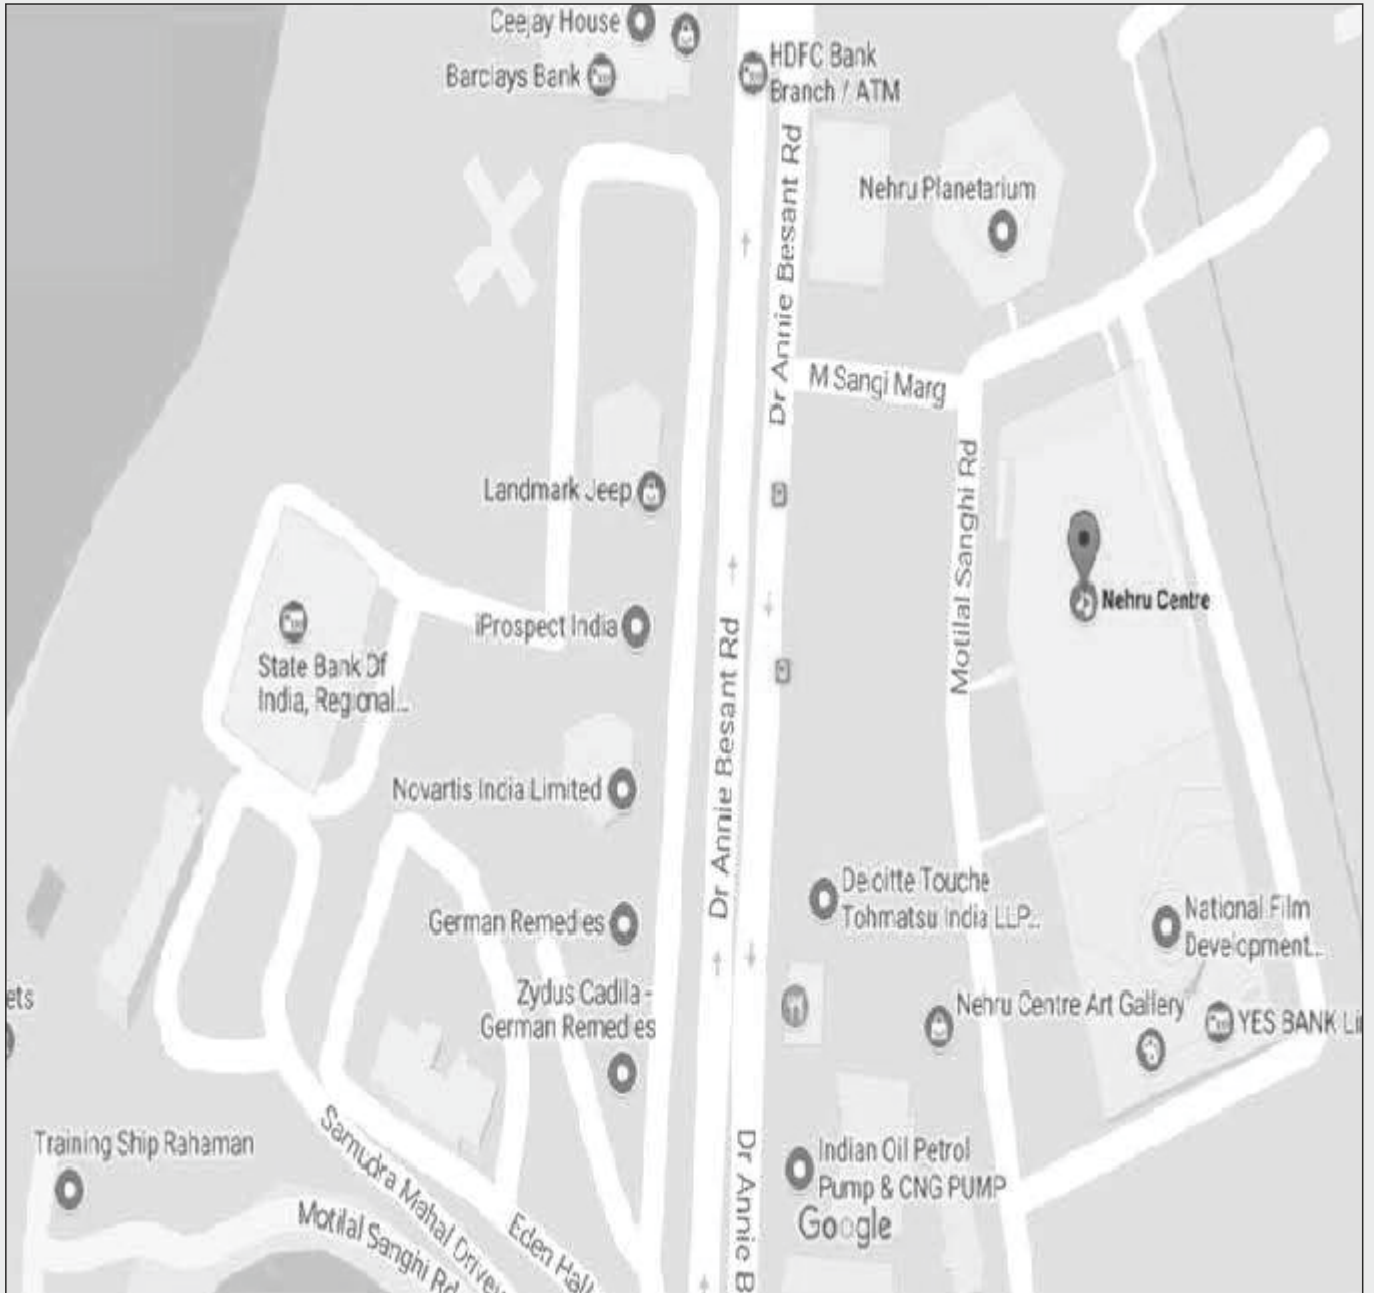 Ceejay House
Barclays Bank
HDFC Bank
Branch / ATM
Dr Annie Besant Rd
Nehru Planetarium
M Sangi Marg
Motilal Sanghi Rd
Landmark Jeep
Nehru Centre
iProspect India
State Bank Of
India, Regional...
Dr Annie Besant Rd
Novartis India Limited
Deloitte Touche
Tohmatsu India LLP...
National Film
Development...
German Remedies
Zydus Cadila -
German Remedies
ets
Nehru Centre Art Gallery
YES BANK Li
Training Ship Rahaman
Samudra Mahal Drivew
Motilal Sanghi Rd
Eden Hall
Dr Annie B
Indian Oil Petrol
Pump & CNG PUMP
Google